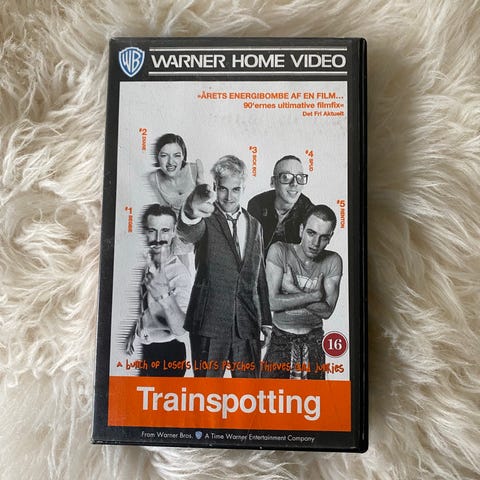 WB WARNER HOME VIDEO
»ÅRETS ENERGIBOMBE AF EN FILM...
90'ernes ultimative filmfix«
Det Fri Aktuelt
#2 DIANE
#3 SICK BOY
#4 SPUD
#1 BEGBIE
#5 RENTON
16
a bunch of Losers Liars Psychos Thieves and Junkies
Trainspotting
From Warner Bros. WB A Time Warner Entertainment Company